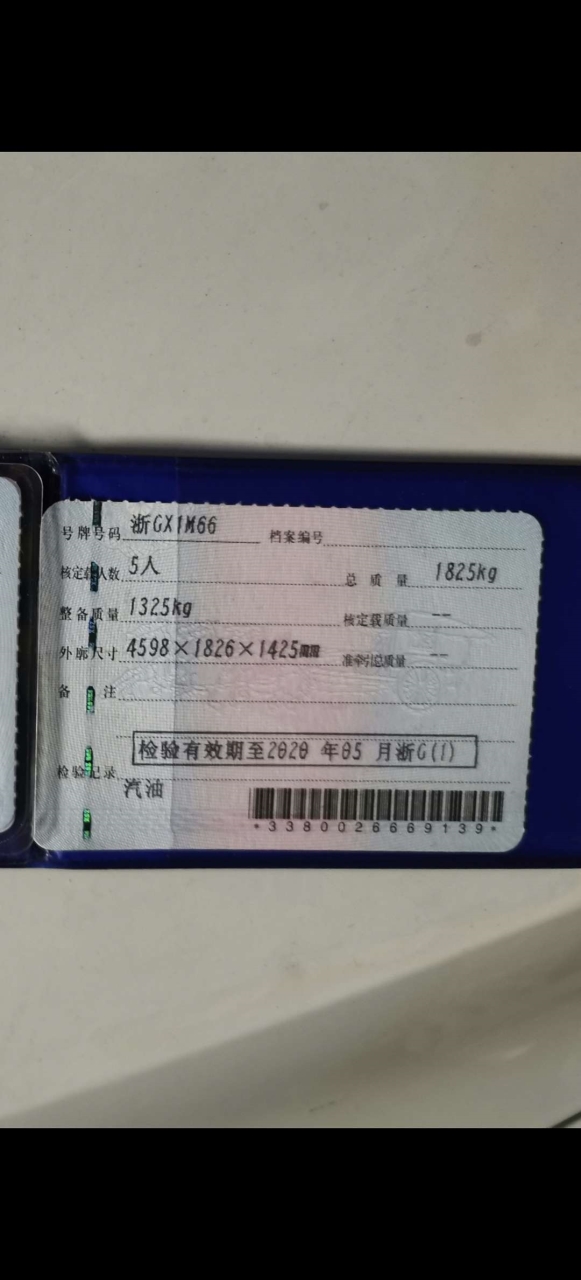 号牌号码 浙GX1M66 档案编号
核定载人数 5人 总质量 1825kg
整备质量 1325kg 核定载质量 --
外廓尺寸 4598×1826×1425mm 准牵引总质量 --
备注
检验有效期至2020 年05 月浙G(1)
检验记录
汽油
*3380026669139*